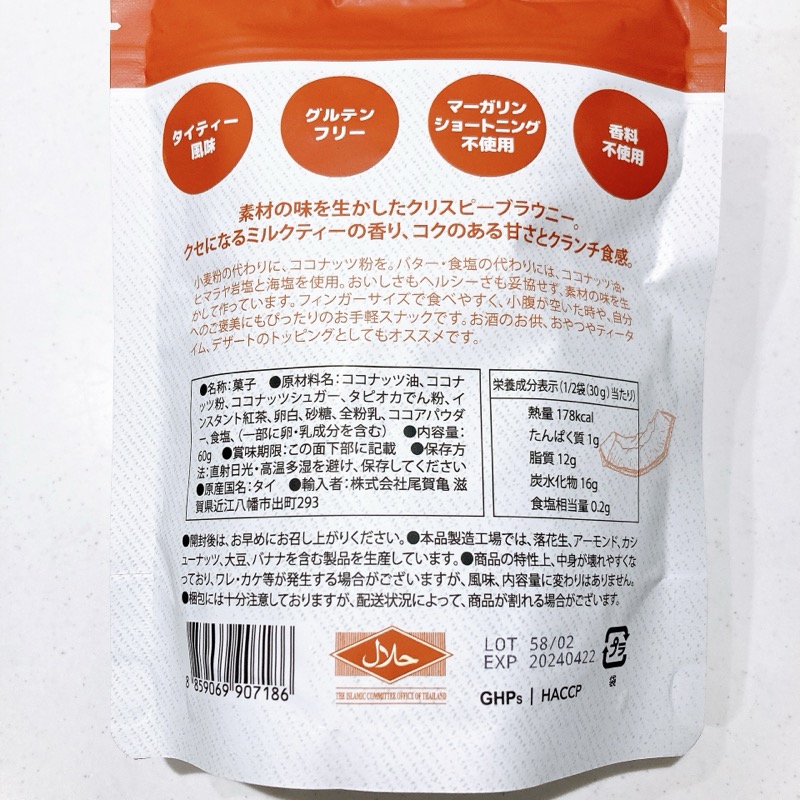 タイティー
風味
グルテン
フリー
マーガリン
ショートニング
不使用
香料
不使用
素材の味を生かしたクリスピーブラウニー。
クセになるミルクティーの香り、コクのある甘さとクランチ食感。
小麦粉の代わりに、ココナッツ粉を。バター・食塩の代わりには、ココナッツ油・
ヒマラヤ岩塩と海塩を使用。おいしさもヘルシーさも妥協せず、素材の味を生
かして作っています。フィンガーサイズで食べやすく、小腹が空いた時や、自分
へのご褒美にもぴったりのお手軽スナックです。お酒のお供、おやつやティータ
イム、デザートのトッピングとしてもオススメです。
●名称:菓子 ●原材料名:ココナッツ油、ココナ
ッツ粉、ココナッツシュガー、タピオカでん粉、イ
ンスタント紅茶、卵白、砂糖、全粉乳、ココアパウダ
ー、食塩、(一部に卵・乳成分を含む) ●内容量:
60g ●賞味期限:この面下部に記載 ●保存方
法:直射日光・高温多湿を避け、保存してください
●原産国名:タイ ●輸入者:株式会社尾賀亀 滋
賀県近江八幡市出町293
栄養成分表示(1/2袋(30g)当たり)
熱量 178kcal
たんぱく質 1g
脂質 12g
炭水化物 16g
食塩相当量 0.2g
●開封後は、お早めにお召し上がりください。●本品製造工場では、落花生、アーモンド、カシ
ューナッツ、大豆、バナナを含む製品を生産しています。●商品の特性上、中身が壊れやすくな
っており、ワレ・カケ等が発生する場合がございますが、風味、内容量に変わりはありません。
●梱包には十分注意しておりますが、配送状況によって、商品が割れる場合がございます。
8 859069 907186
حلال
THE ISLAMIC COMMITTEE OFFICE OF THAILAND
LOT 58/02
EXP 20240422
GHPs | HACCP
プラ
袋